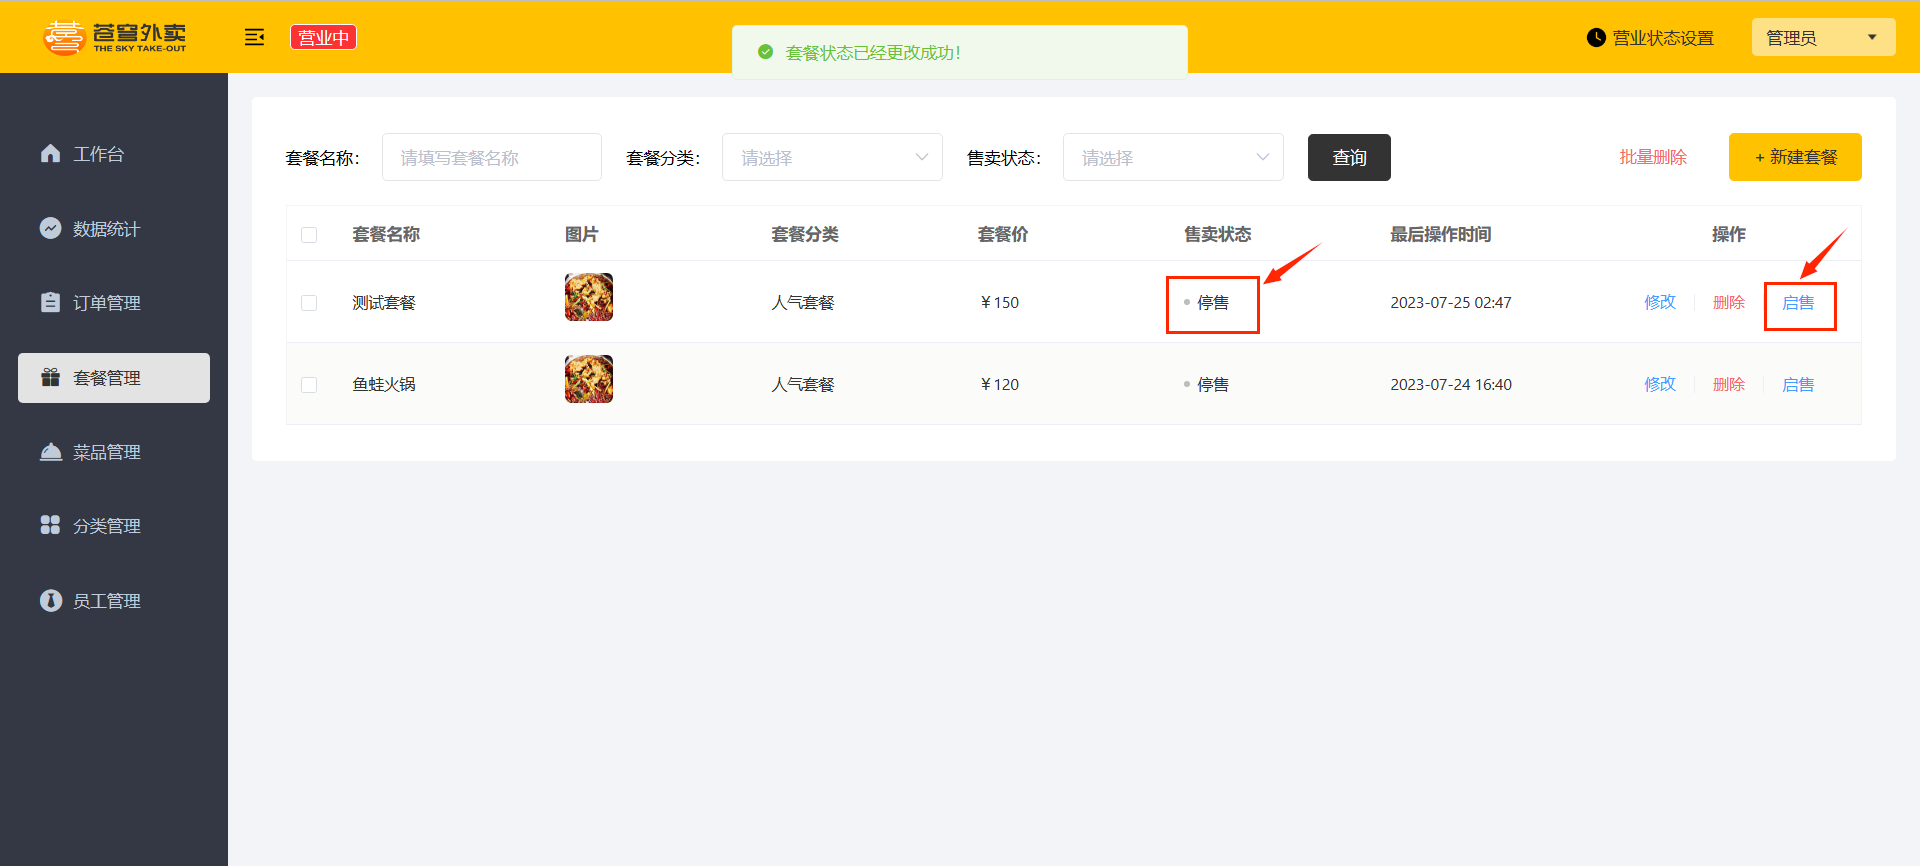 苍穹外卖
THE SKY TAKE-OUT
营业中
套餐状态已经更改成功！
营业状态设置
管理员
工作台
数据统计
订单管理
套餐管理
菜品管理
分类管理
员工管理
套餐名称： 请填写套餐名称 套餐分类： 请选择 售卖状态： 请选择 查询 批量删除 + 新建套餐
套餐名称 图片 套餐分类 套餐价 售卖状态 最后操作时间 操作
测试套餐 人气套餐 ￥150 停售 2023-07-25 02:47 修改 删除 启售
鱼蛙火锅 人气套餐 ￥120 停售 2023-07-24 16:40 修改 删除 启售